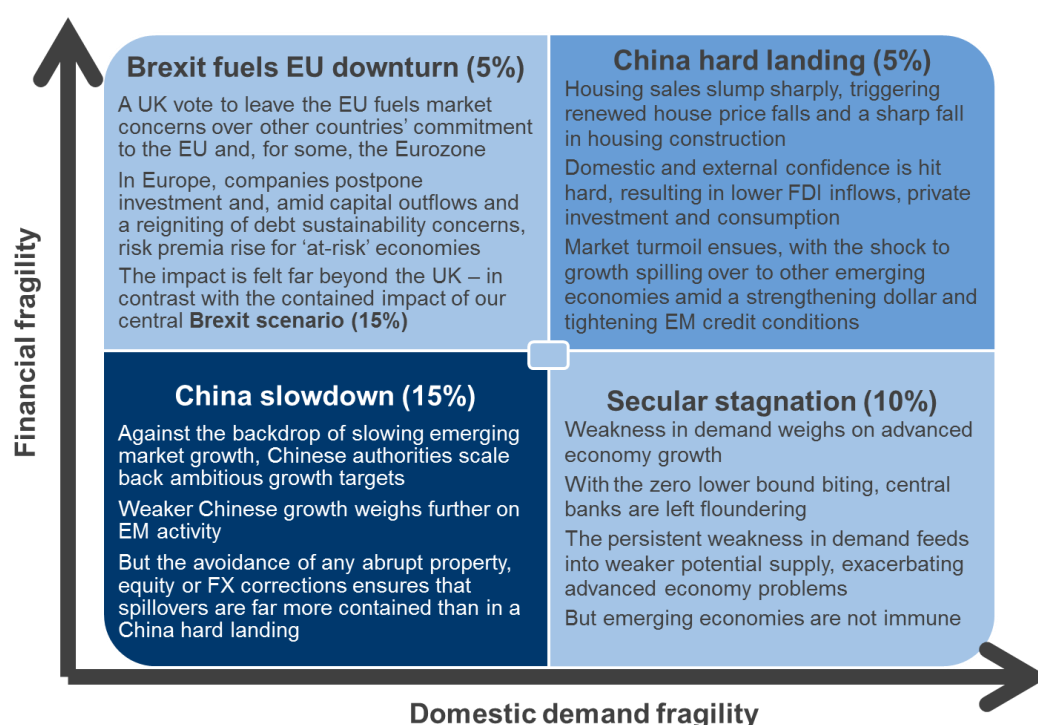 Financial fragility
Brexit fuels EU downturn (5%)
A UK vote to leave the EU fuels market
concerns over other countries’ commitment
to the EU and, for some, the Eurozone
In Europe, companies postpone
investment and, amid capital outflows and
a reigniting of debt sustainability concerns,
risk premia rise for ‘at-risk’ economies
The impact is felt far beyond the UK – in
contrast with the contained impact of our
central Brexit scenario (15%)
China hard landing (5%)
Housing sales slump sharply, triggering
renewed house price falls and a sharp fall
in housing construction
Domestic and external confidence is hit
hard, resulting in lower FDI inflows, private
investment and consumption
Market turmoil ensues, with the shock to
growth spilling over to other emerging
economies amid a strengthening dollar and
tightening EM credit conditions
China slowdown (15%)
Against the backdrop of slowing emerging
market growth, Chinese authorities scale
back ambitious growth targets
Weaker Chinese growth weighs further on
EM activity
But the avoidance of any abrupt property,
equity or FX corrections ensures that
spillovers are far more contained than in a
China hard landing
Secular stagnation (10%)
Weakness in demand weighs on advanced
economy growth
With the zero lower bound biting, central
banks are left floundering
The persistent weakness in demand feeds
into weaker potential supply, exacerbating
advanced economy problems
But emerging economies are not immune
Domestic demand fragility